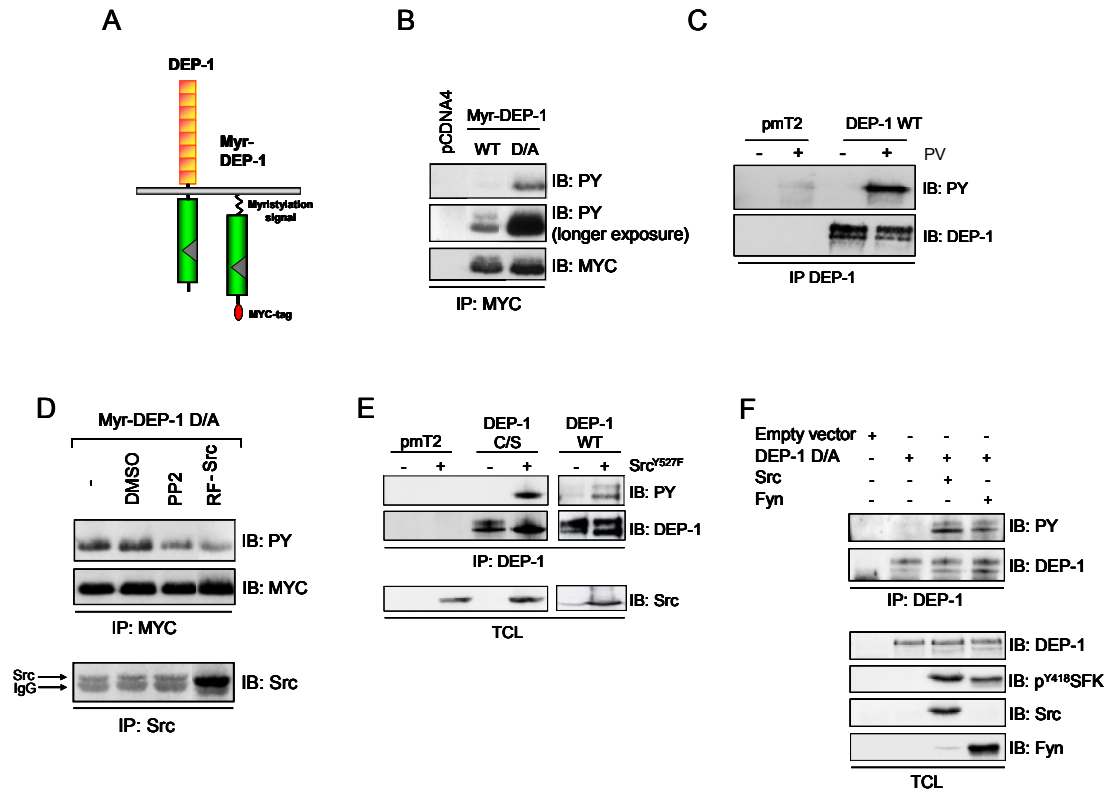 A
DEP-1
Myr-
DEP-1
Myristylation
signal
MYC-tag
B
pCDNA4
Myr-DEP-1
WT D/A
IB: PY
IB: PY
(longer exposure)
IB: MYC
IP: MYC
C
pmT2 DEP-1 WT
- + - + PV
IB: PY
IB: DEP-1
IP DEP-1
D
Myr-DEP-1 D/A
- DMSO PP2 RF-Src
IB: PY
IB: MYC
IP: MYC
Src
IgG
IB: Src
IP: Src
E
pmT2 DEP-1 C/S DEP-1 WT
- + - + - + SrcY527F
IB: PY
IB: DEP-1
IP: DEP-1
IB: Src
TCL
F
Empty vector + - - -
DEP-1 D/A - + + +
Src - - + -
Fyn - - - +
IB: PY
IB: DEP-1
IP: DEP-1
IB: DEP-1
IB: pY418SFK
IB: Src
IB: Fyn
TCL